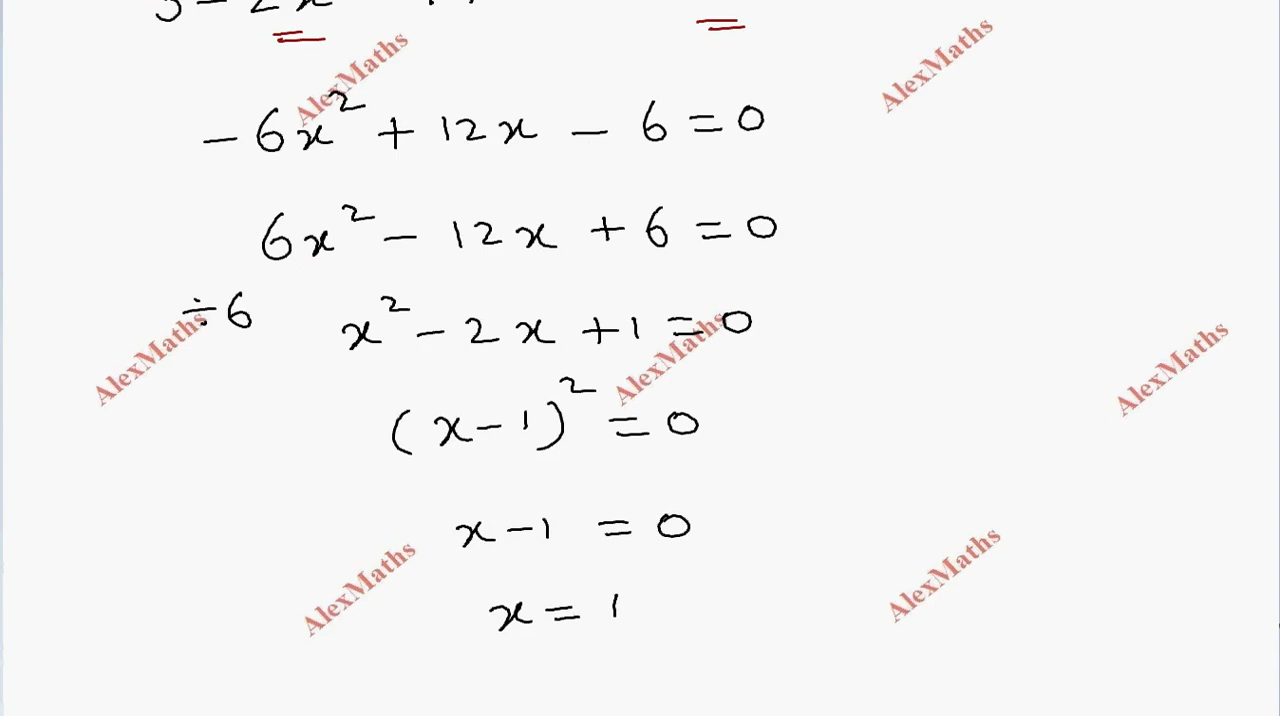 - 6x² + 12x - 6 = 0
6x² - 12x + 6 = 0
÷6 x² - 2x + 1 = 0
(x - 1)² = 0
x - 1 = 0
x = 1
AlexMaths
AlexMaths
AlexMaths
AlexMaths
AlexMaths
AlexMaths
AlexMaths